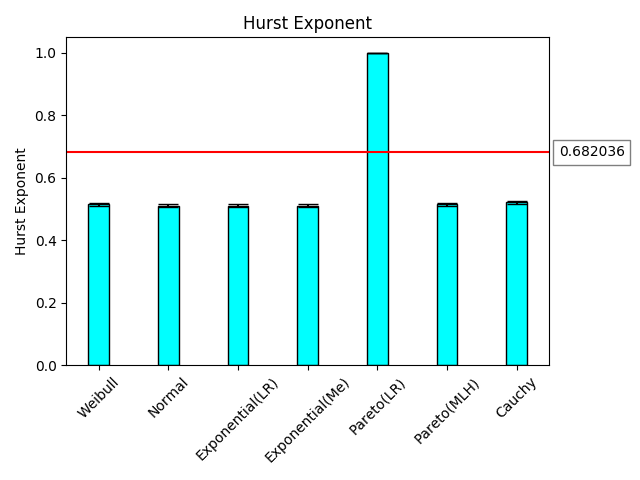 Hurst Exponent
Hurst Exponent
1.0
0.8
0.6
0.4
0.2
0.0
0.682036
Weibull
Normal
Exponential(LR)
Exponential(Me)
Pareto(LR)
Pareto(MLH)
Cauchy